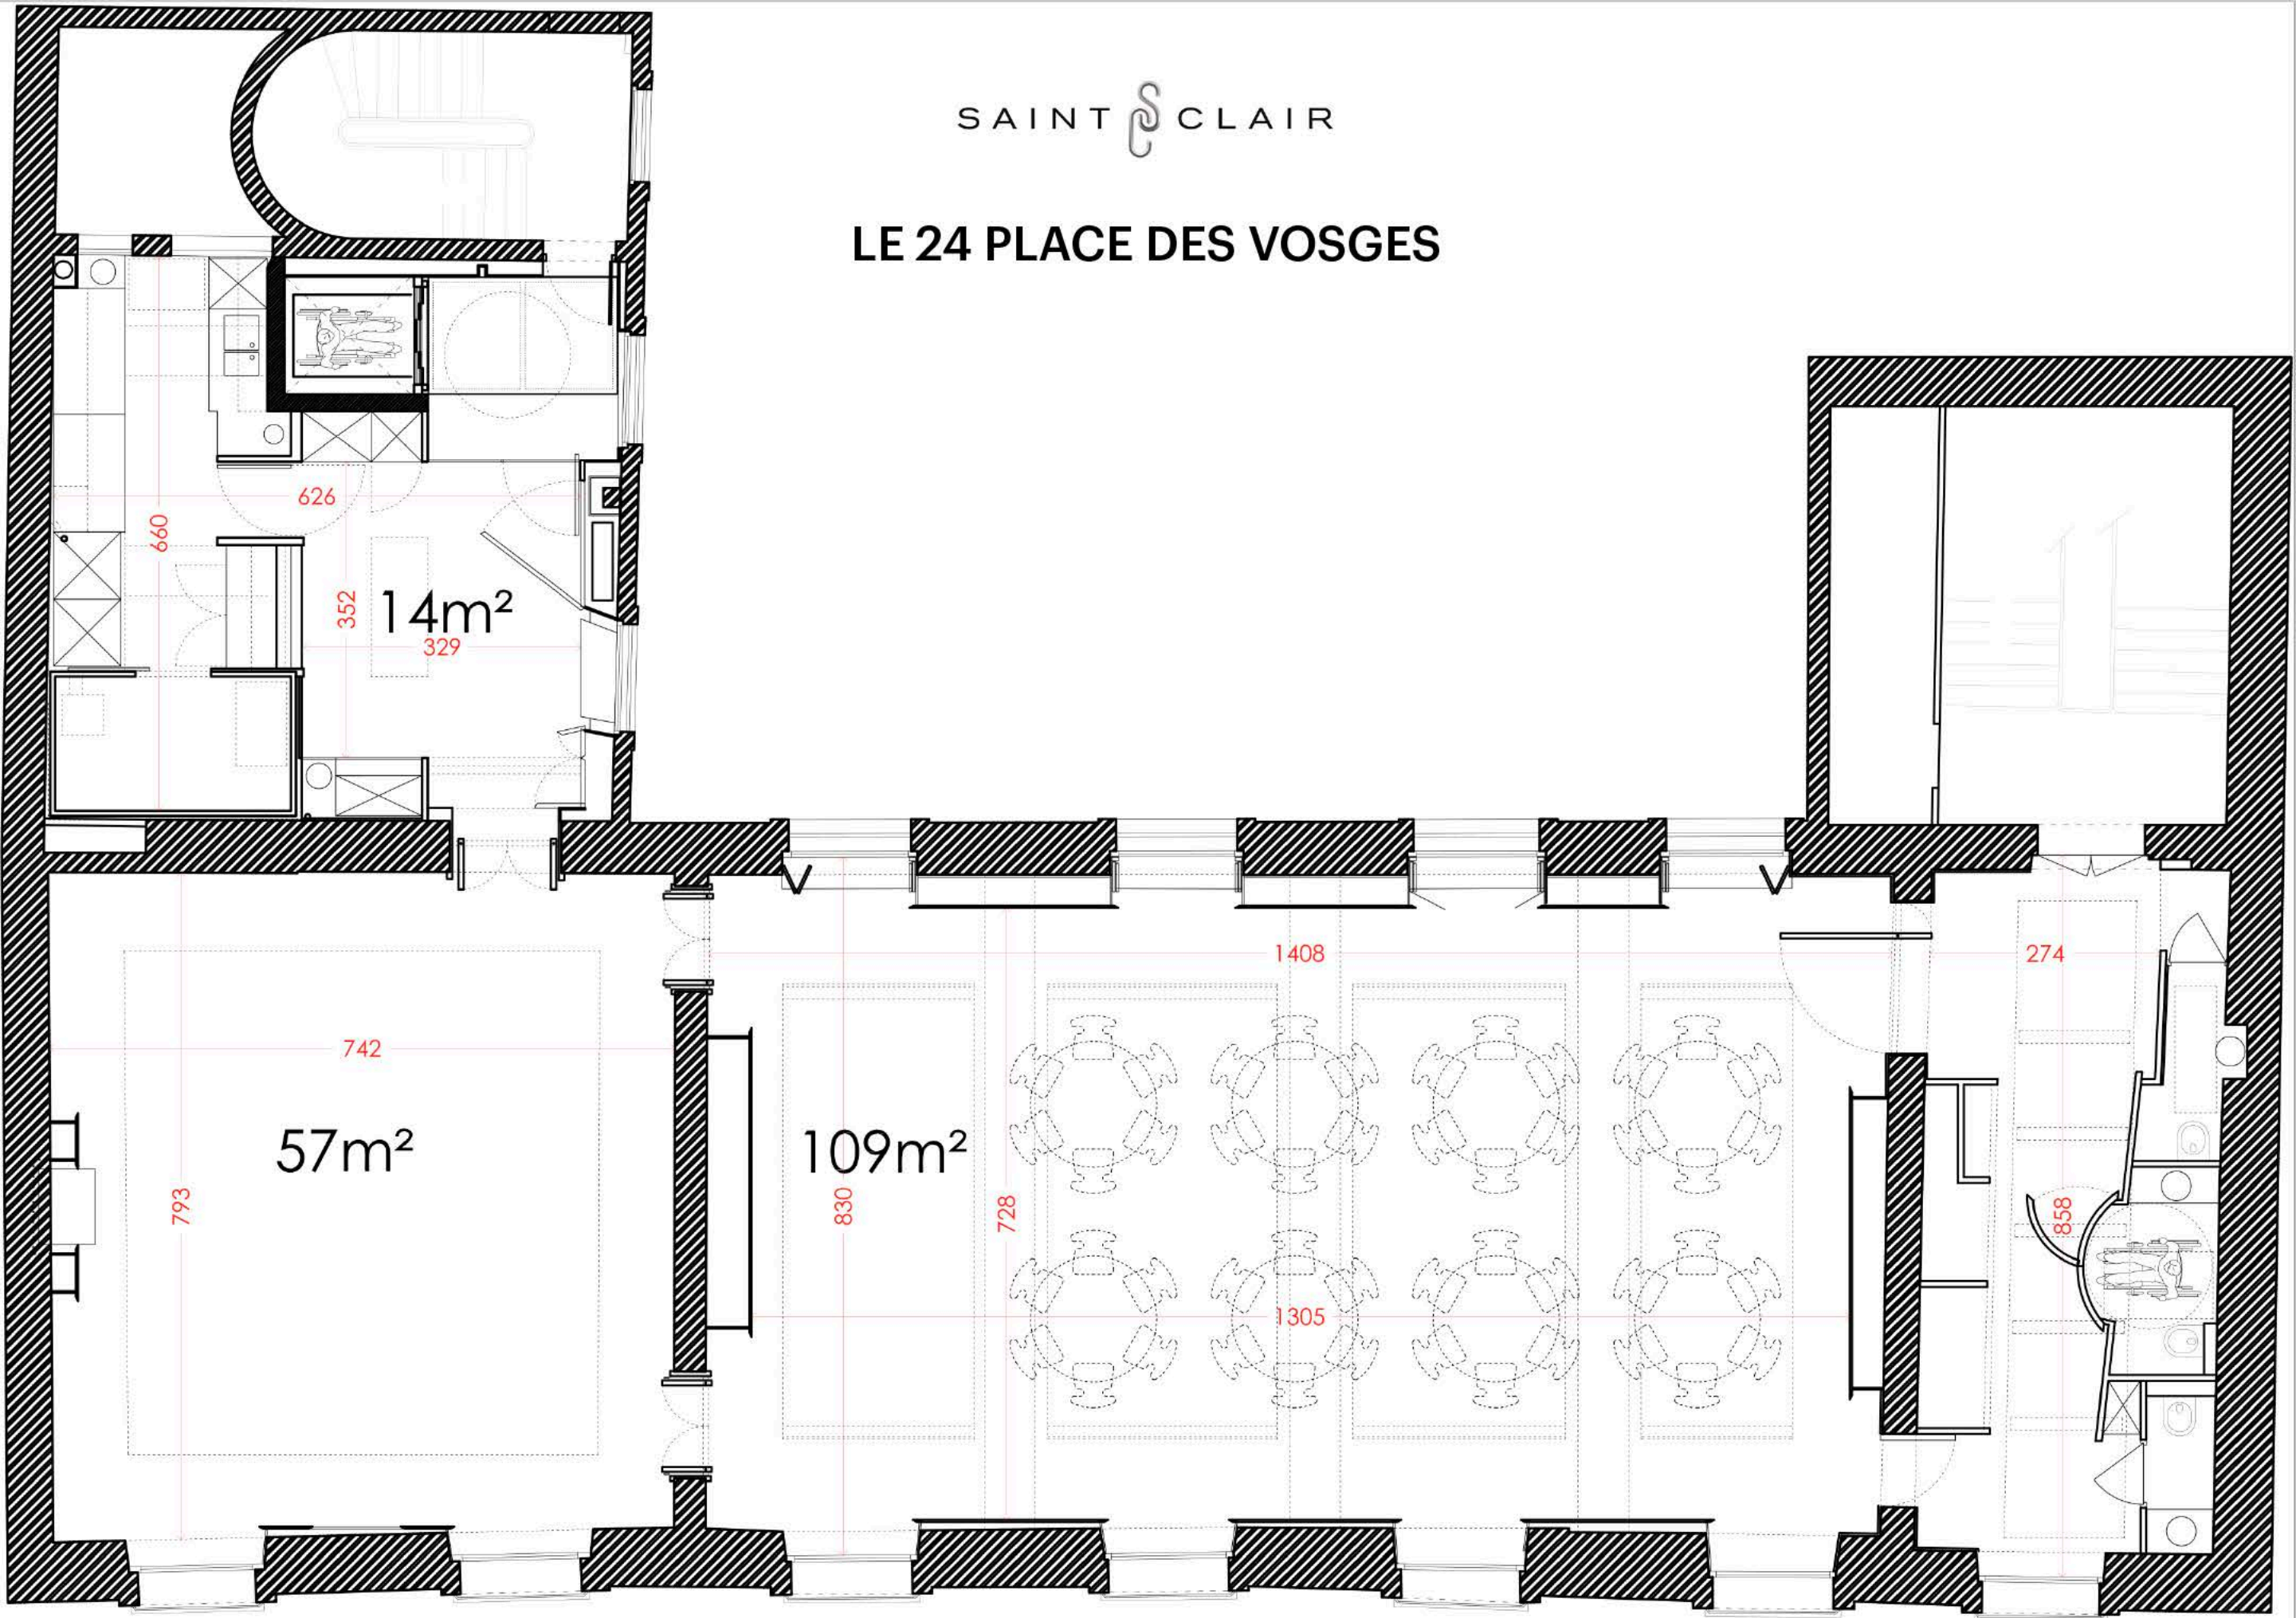 SAINT CLAIR
LE 24 PLACE DES VOSGES
626
660
352
14m²
329
1408
274
742
57m²
109m²
793
830
728
858
1305